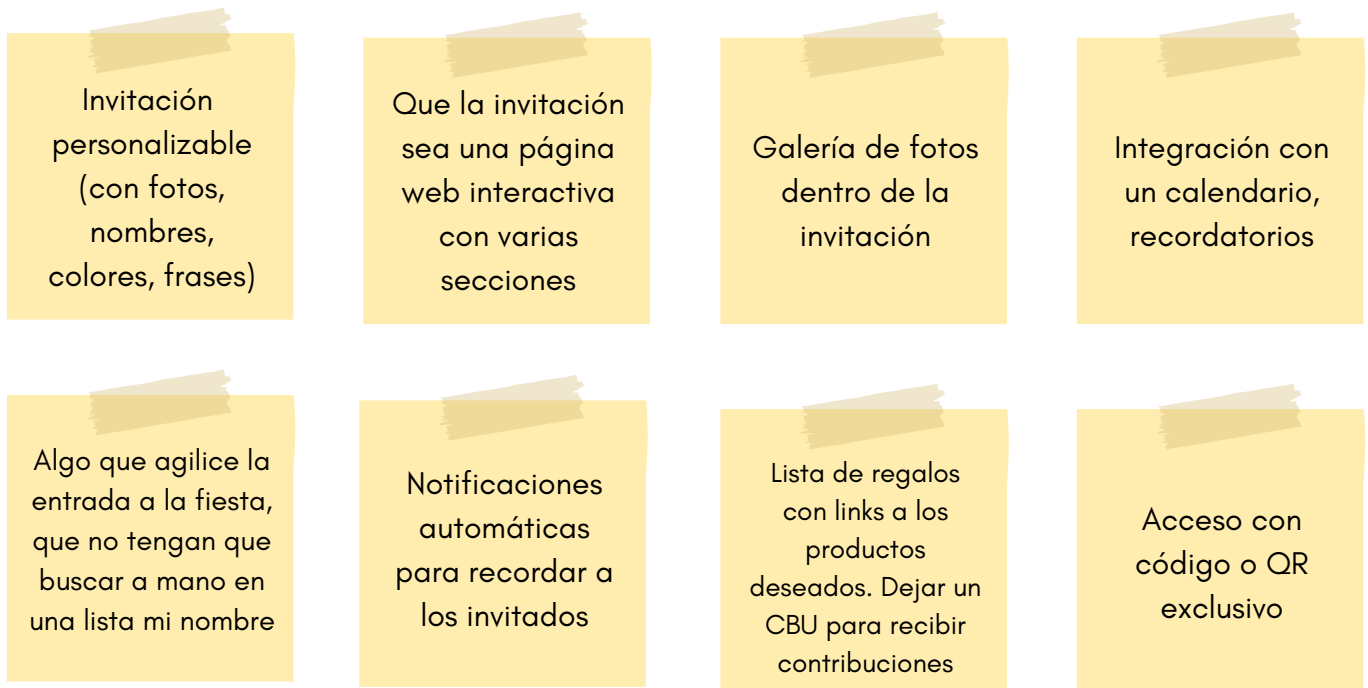 Invitación
personalizable
(con fotos,
nombres,
colores, frases)
Que la invitación
sea una página
web interactiva
con varias
secciones
Galería de fotos
dentro de la
invitación
Integración con
un calendario,
recordatorios
Algo que agilice la
entrada a la fiesta,
que no tengan que
buscar a mano en
una lista mi nombre
Notificaciones
automáticas
para recordar a
los invitados
Lista de regalos
con links a los
productos
deseados. Dejar un
CBU para recibir
contribuciones
Acceso con
código o QR
exclusivo